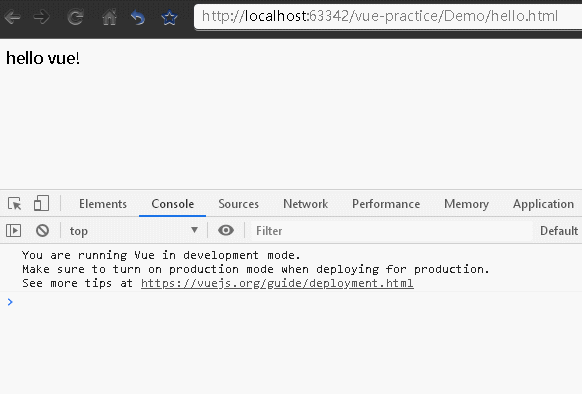 http://localhost:63342/vue-practice/Demo/hello.html
hello vue!
Elements Console Sources Network Performance Memory Application
top Filter Default
You are running Vue in development mode.
Make sure to turn on production mode when deploying for production.
See more tips at https://vuejs.org/guide/deployment.html